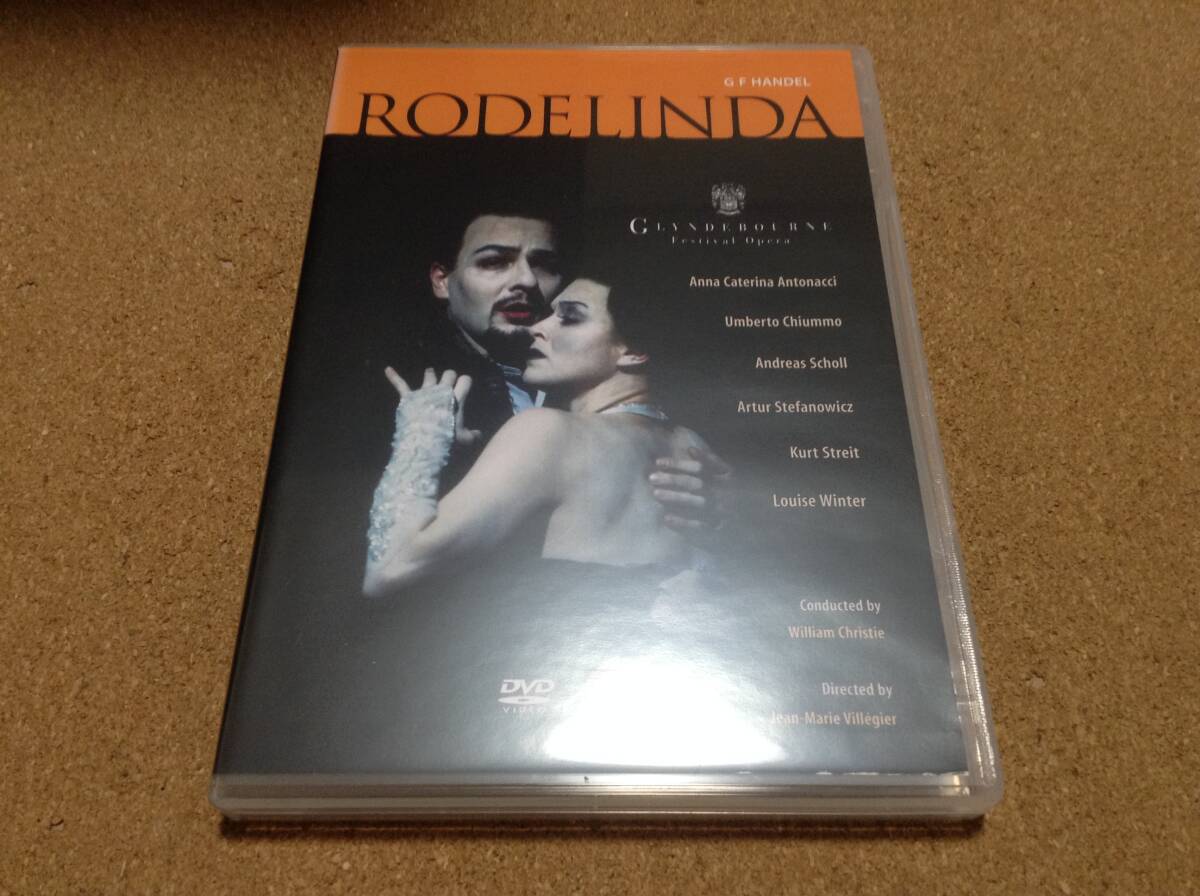 G F HANDEL
RODELINDA
GLYNDEBOURNE
Festival Opera
Anna Caterina Antonacci
Umberto Chiummo
Andreas Scholl
Artur Stefanowicz
Kurt Streit
Louise Winter
Conducted by
William Christie
Directed by
Jean-Marie Villégier
DVD
VIDEO